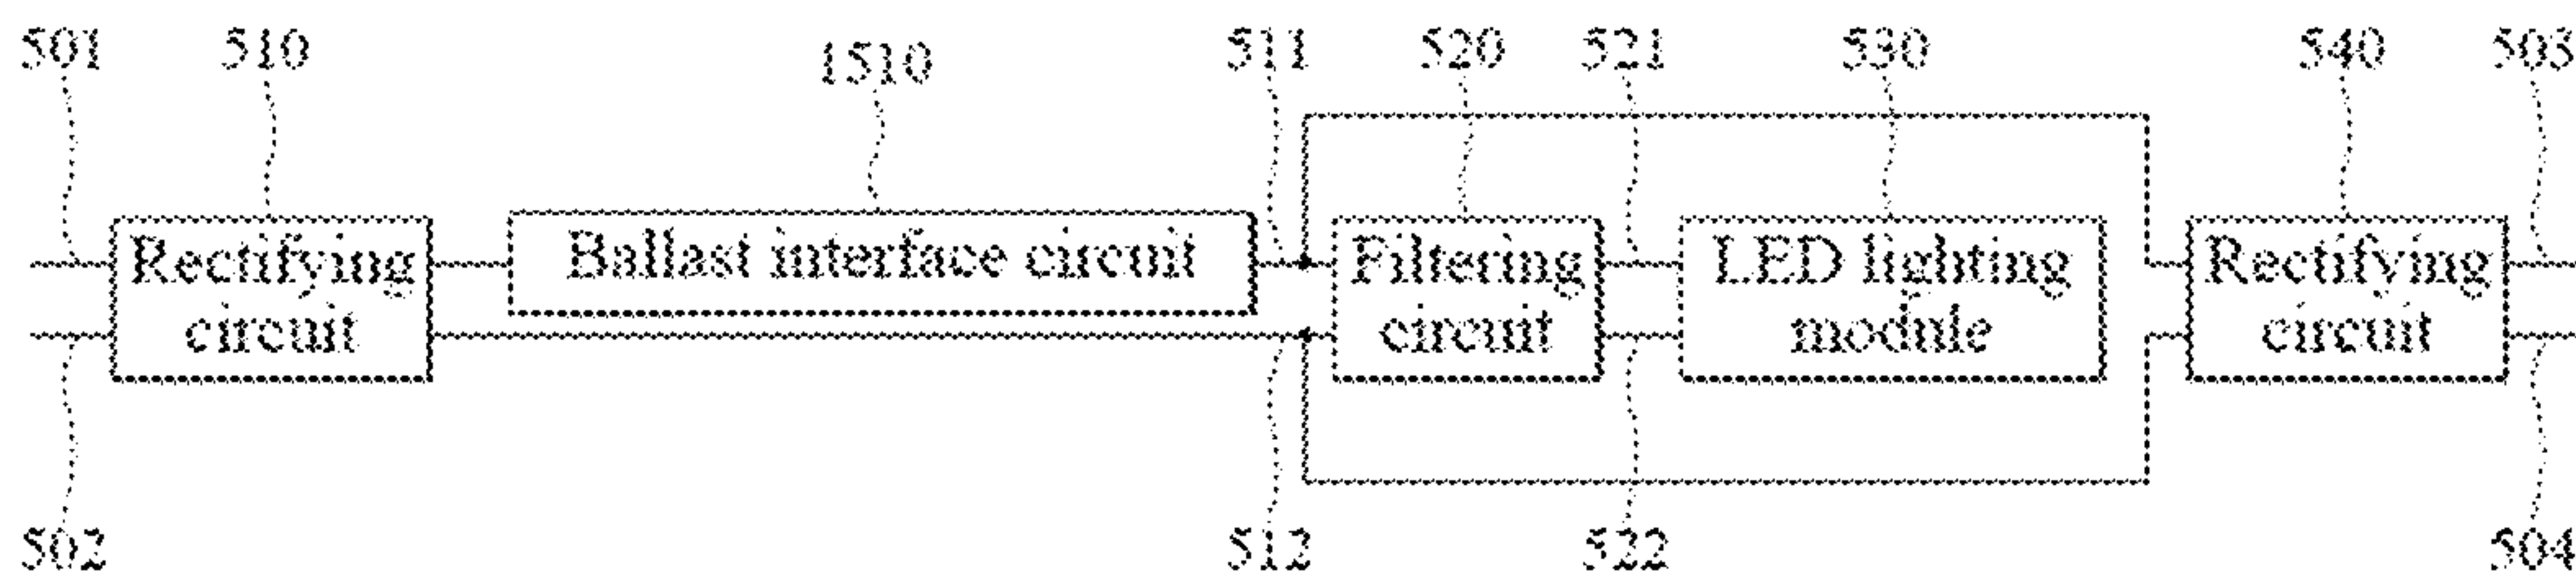 501 510 1510 511 520 521 530 540 503
Rectifying
circuit
Ballast interface circuit
Filtering
circuit
LED lighting
module
Rectifying
circuit
502 512 522 504